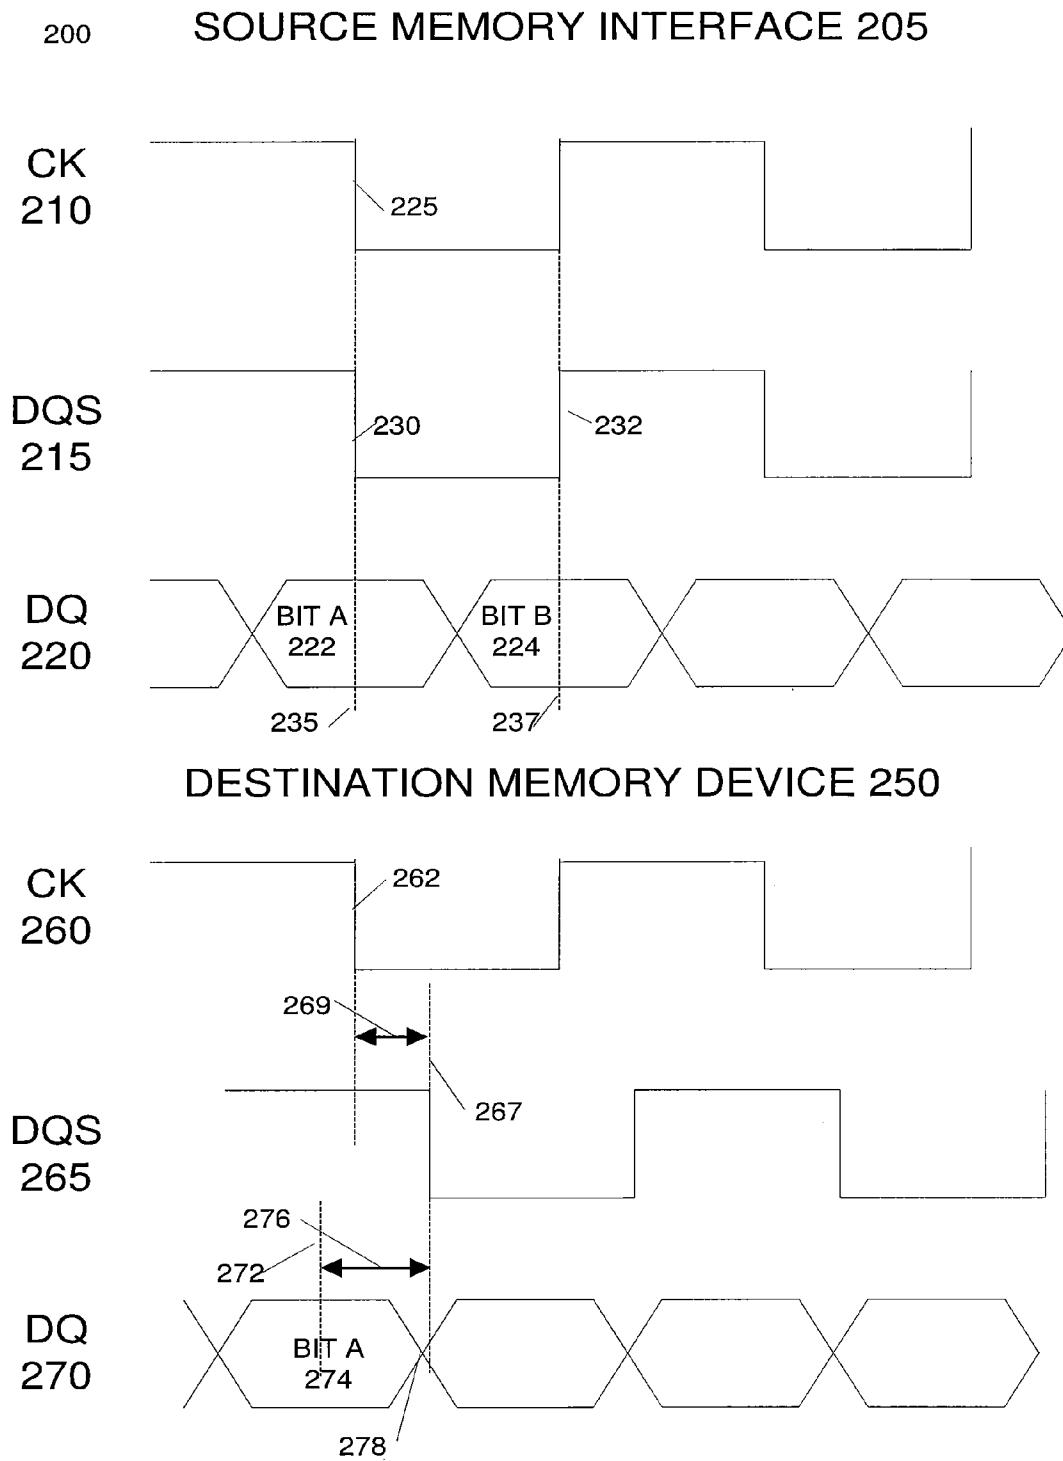 200
SOURCE MEMORY INTERFACE 205
CK
210
225
DQS
215
230
232
DQ
220
BIT A
222
BIT B
224
235
237
DESTINATION MEMORY DEVICE 250
CK
260
262
269
267
DQS
265
276
272
DQ
270
BIT A
274
278